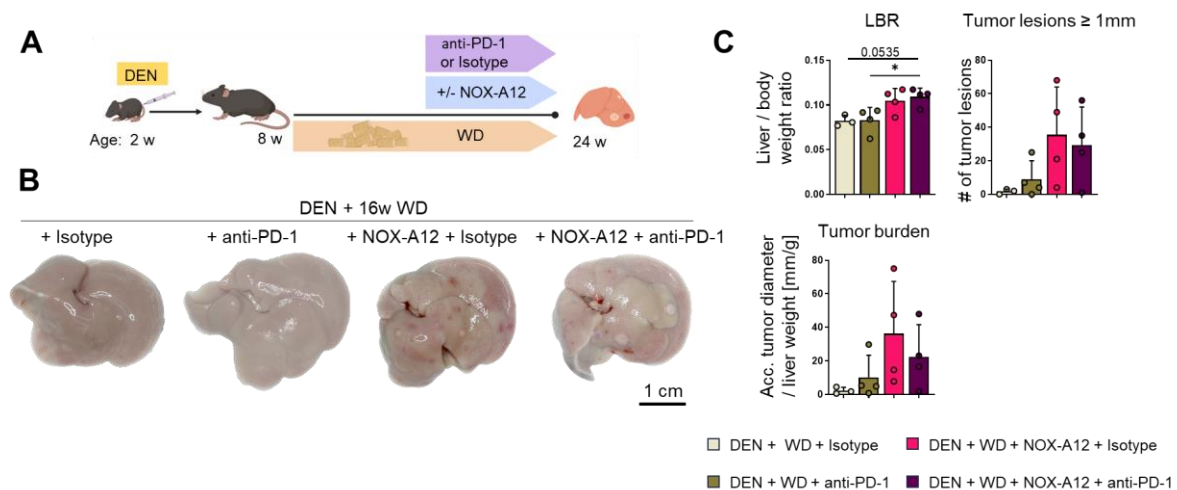 A
DEN
anti-PD-1
or Isotype
+/- NOX-A12
WD
Age: 2 w
8 w
24 w
B
DEN + 16w WD
+ Isotype
+ anti-PD-1
+ NOX-A12 + Isotype
+ NOX-A12 + anti-PD-1
1 cm
C
LBR
Liver / body
weight ratio
0.15
0.10
0.05
0.00
0.0535
*
Tumor lesions ≥ 1mm
# of tumor lesions
80
60
40
20
0
Tumor burden
Acc. tumor diameter
/ liver weight [mm/g]
80
60
40
20
0
DEN + WD + Isotype
DEN + WD + NOX-A12 + Isotype
DEN + WD + anti-PD-1
DEN + WD + NOX-A12 + anti-PD-1